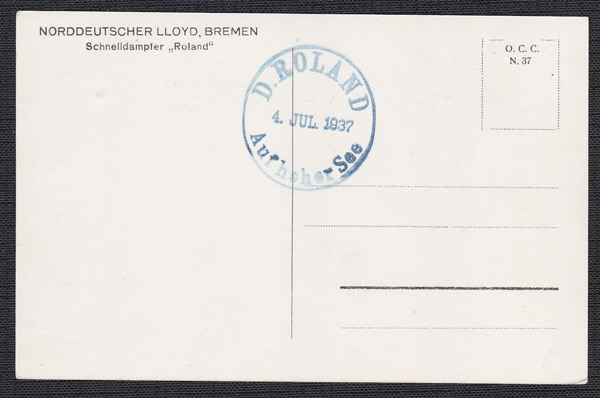 NORDDEUTSCHER LLOYD, BREMEN
Schnelldampfer „Roland“
O. C. C.
N. 37
D. ROLAND
4. JUL. 1937
Auf hoher See